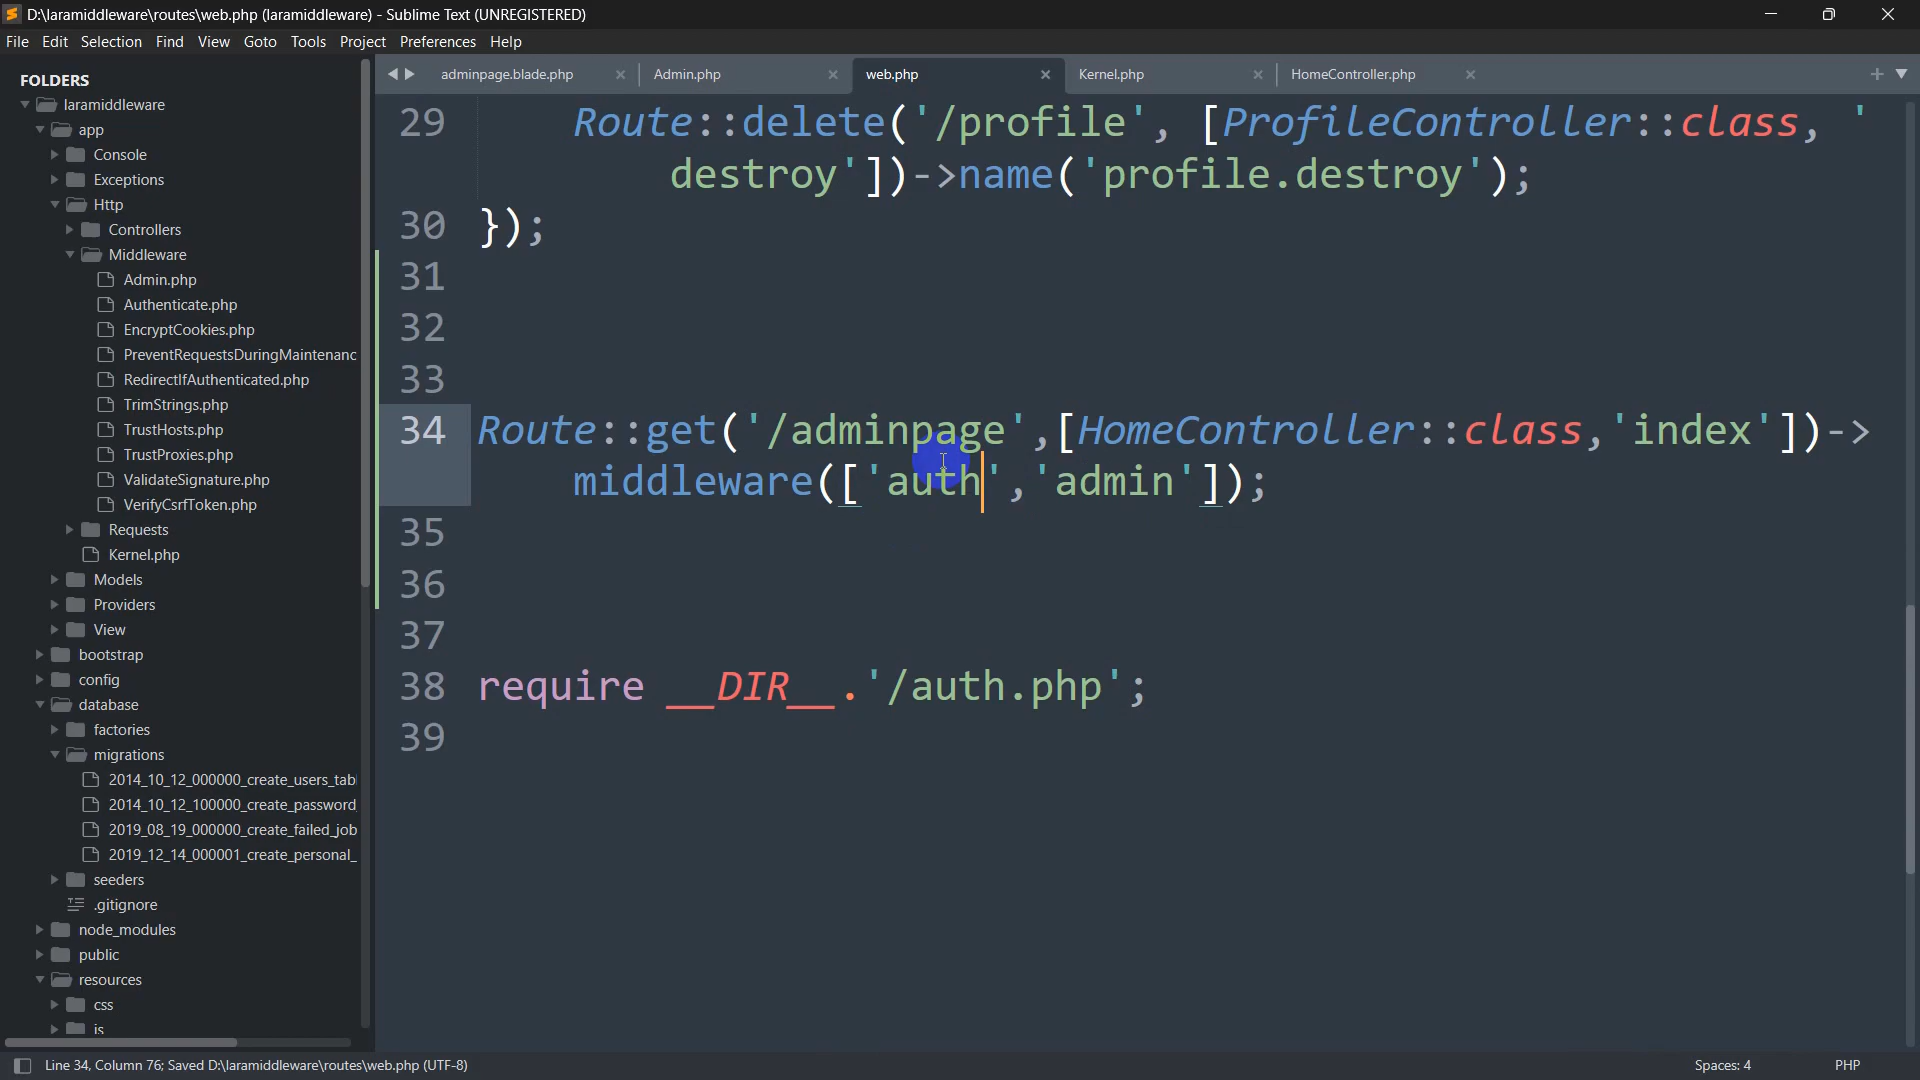 D:\laramiddleware\routes\web.php (laramiddleware) - Sublime Text (UNREGISTERED)
File Edit Selection Find View Goto Tools Project Preferences Help
FOLDERS
laramiddleware
app
Console
Exceptions
Http
Controllers
Middleware
Admin.php
Authenticate.php
EncryptCookies.php
PreventRequestsDuringMaintenanc
RedirectIfAuthenticated.php
TrimStrings.php
TrustHosts.php
TrustProxies.php
ValidateSignature.php
VerifyCsrfToken.php
Requests
Kernel.php
Models
Providers
View
bootstrap
config
database
factories
migrations
2014_10_12_000000_create_users_tab
2014_10_12_100000_create_password_
2019_08_19_000000_create_failed_job
2019_12_14_000001_create_personal_
seeders
.gitignore
node_modules
public
resources
css
js
adminpage.blade.php Admin.php web.php Kernel.php HomeController.php
29 Route::delete('/profile', [ProfileController::class, '
destroy'])->name('profile.destroy');
30 });
31
32
33
34 Route::get('/adminpage',[HomeController::class,'index'])->
middleware(['auth','admin']);
35
36
37
38 require __DIR__.'/auth.php';
39
Line 34, Column 76; Saved D:\laramiddleware\routes\web.php (UTF-8) Spaces: 4 PHP